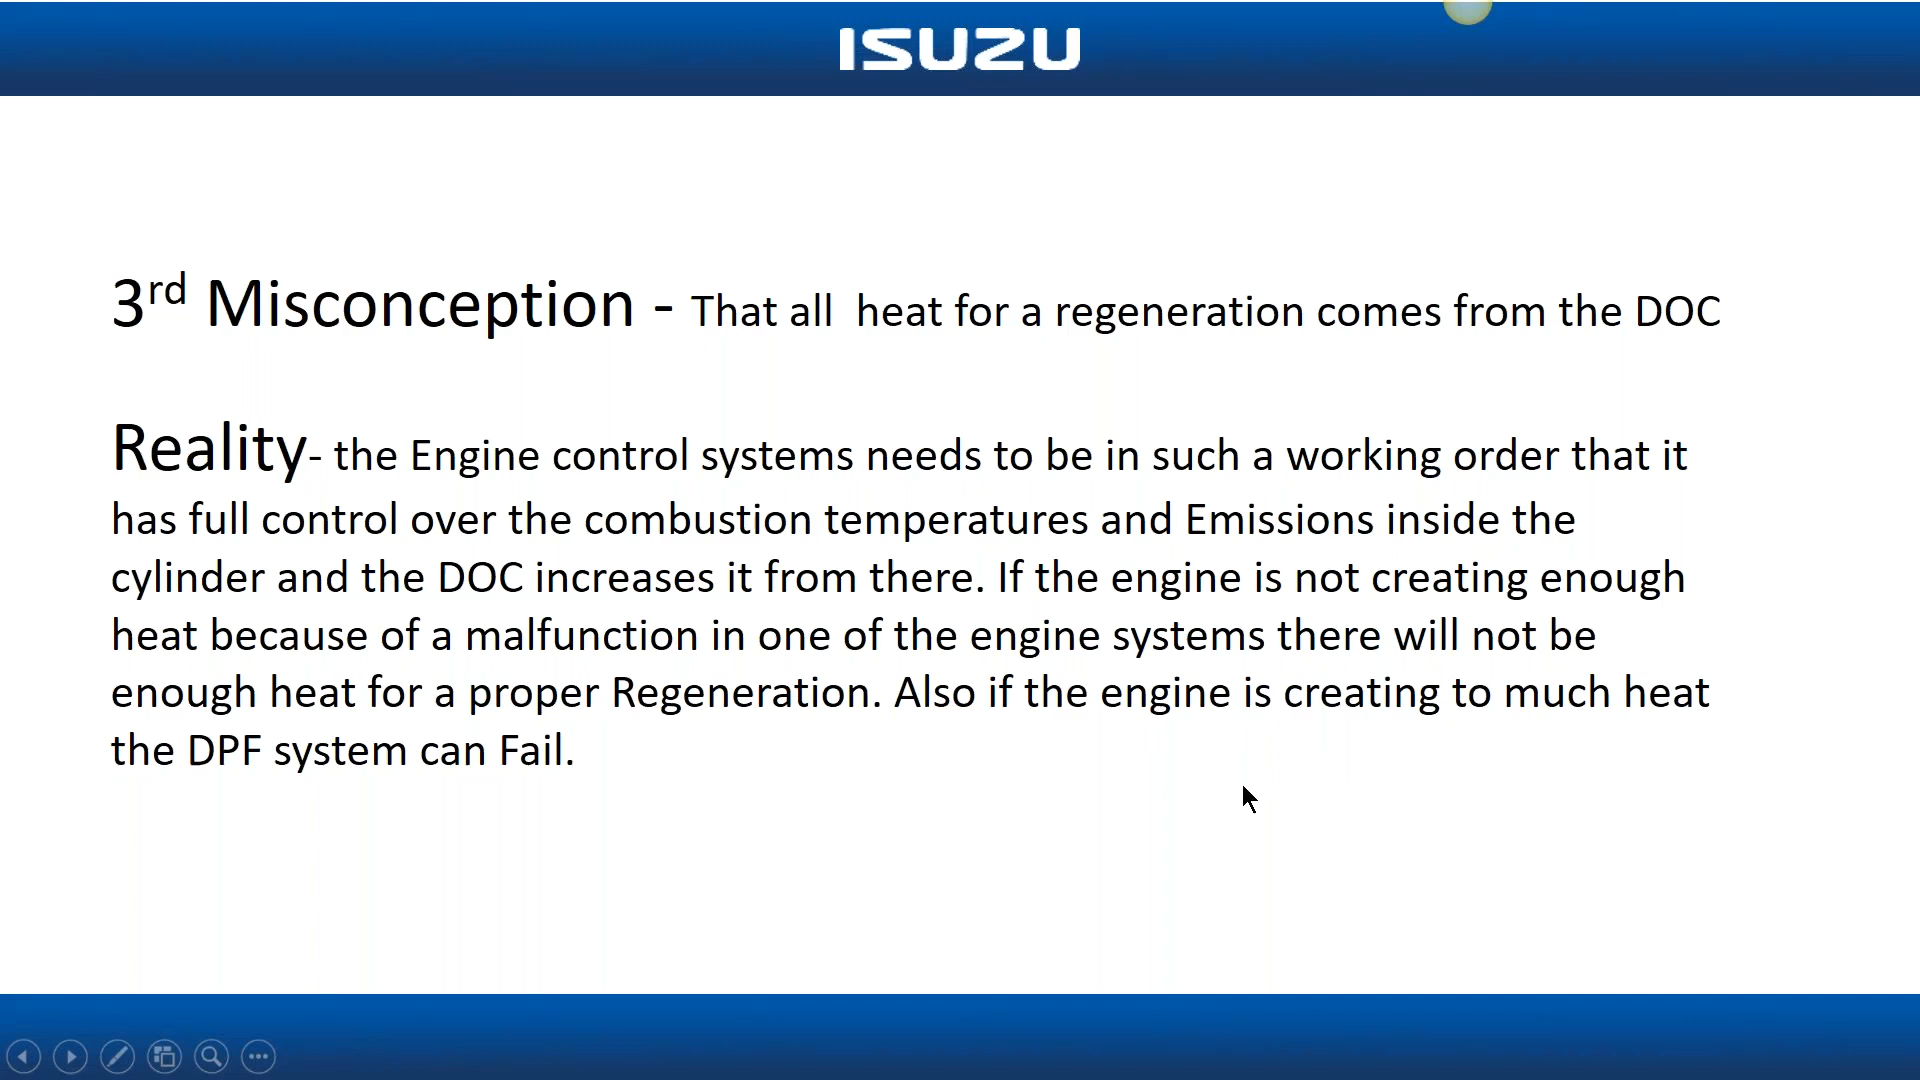 ISUZU
3rd Misconception - That all  heat for a regeneration comes from the DOC
Reality- the Engine control systems needs to be in such a working order that it
has full control over the combustion temperatures and Emissions inside the
cylinder and the DOC increases it from there. If the engine is not creating enough
heat because of a malfunction in one of the engine systems there will not be
enough heat for a proper Regeneration. Also if the engine is creating to much heat
the DPF system can Fail.